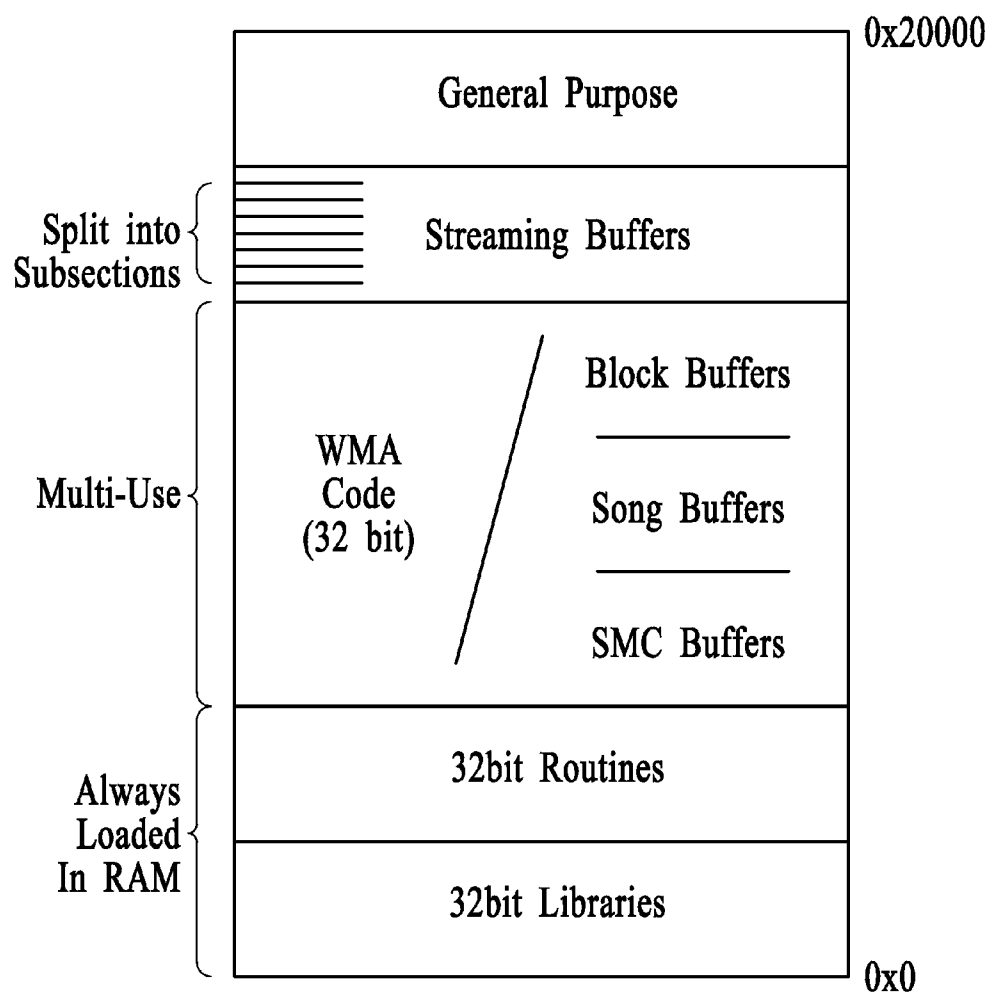 0x20000
General Purpose
Split into
Subsections
Streaming Buffers
Multi-Use
WMA
Code
(32 bit)
Block Buffers
Song Buffers
SMC Buffers
Always
Loaded
In RAM
32bit Routines
32bit Libraries
0x0